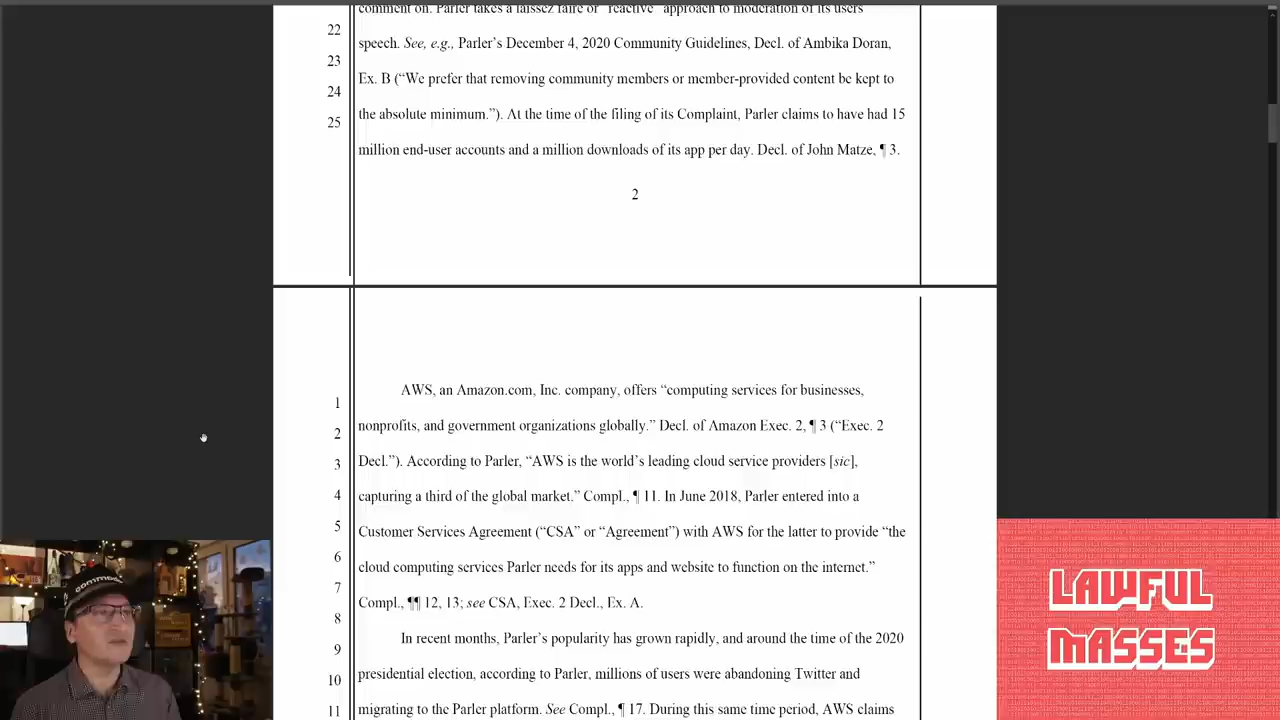 comment on. Parler takes a laissez faire or "reactive" approach to moderation of its users
22
speech. See, e.g., Parler's December 4, 2020 Community Guidelines, Decl. of Ambika Doran,
23
Ex. B ("We prefer that removing community members or member-provided content be kept to
24
the absolute minimum."). At the time of the filing of its Complaint, Parler claims to have had 15
25
million end-user accounts and a million downloads of its app per day. Decl. of John Matze, ¶ 3.
2
AWS, an Amazon.com, Inc. company, offers "computing services for businesses,
1
nonprofits, and government organizations globally." Decl. of Amazon Exec. 2, ¶ 3 ("Exec. 2
2
Decl."). According to Parler, "AWS is the world's leading cloud service providers [sic],
3
capturing a third of the global market." Compl., ¶ 11. In June 2018, Parler entered into a
4
Customer Services Agreement ("CSA" or "Agreement") with AWS for the latter to provide "the
5
cloud computing services Parler needs for its apps and website to function on the internet."
6
Compl., ¶¶ 12, 13; see CSA, Exec. 2 Decl., Ex. A.
7
8
In recent months, Parler's popularity has grown rapidly, and around the time of the 2020
9
presidential election, according to Parler, millions of users were abandoning Twitter and
10
migrating to the Parler platform. See Compl., ¶ 17. During this same time period, AWS claims
11
LAWFUL
MASSES